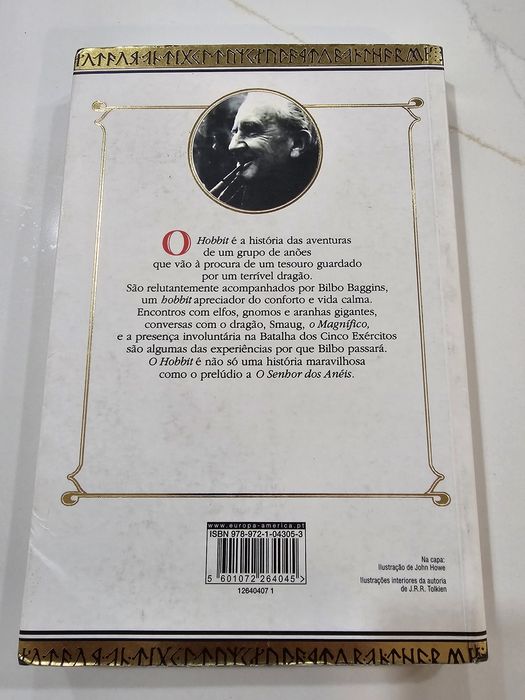 O Hobbit é a história das aventuras
de um grupo de anões
que vão à procura de um tesouro guardado
por um terrível dragão.
São relutantemente acompanhados por Bilbo Baggins,
um hobbit apreciador do conforto e vida calma.
Encontros com elfos, gnomos e aranhas gigantes,
conversas com o dragão, Smaug, o Magnífico,
e a presença involuntária na Batalha dos Cinco Exércitos
são algumas das experiências por que Bilbo passará.
O Hobbit é não só uma história maravilhosa
como o prelúdio a O Senhor dos Anéis.
www.europa-america.pt
ISBN 978-972-1-04305-3
5 601072 264045
12640407 1
Na capa:
Ilustração de John Howe
Ilustrações interiores da autoria
de J.R.R. Tolkien